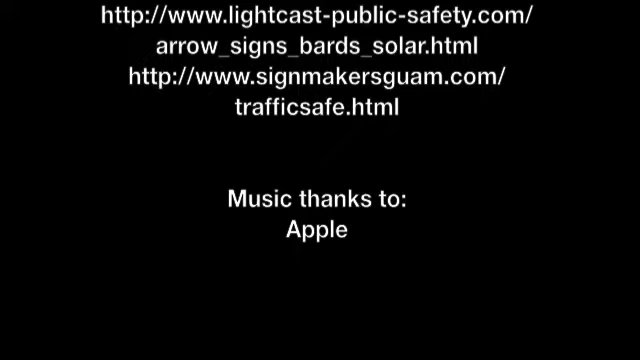 http://www.lightcast-public-safety.com/
arrow_signs_bards_solar.html
http://www.signmakersguam.com/
trafficsafe.html
Music thanks to:
Apple